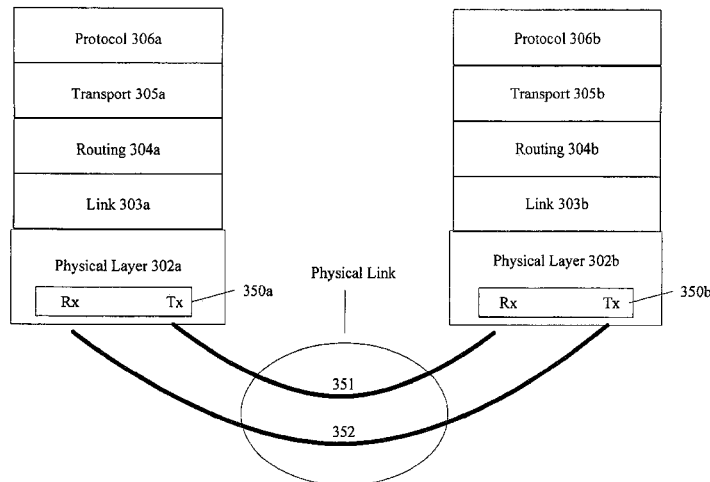 Protocol 306a
Transport 305a
Routing 304a
Link 303a
Physical Layer 302a
Rx Tx
350a
Physical Link
351
352
Protocol 306b
Transport 305b
Routing 304b
Link 303b
Physical Layer 302b
Rx Tx
350b